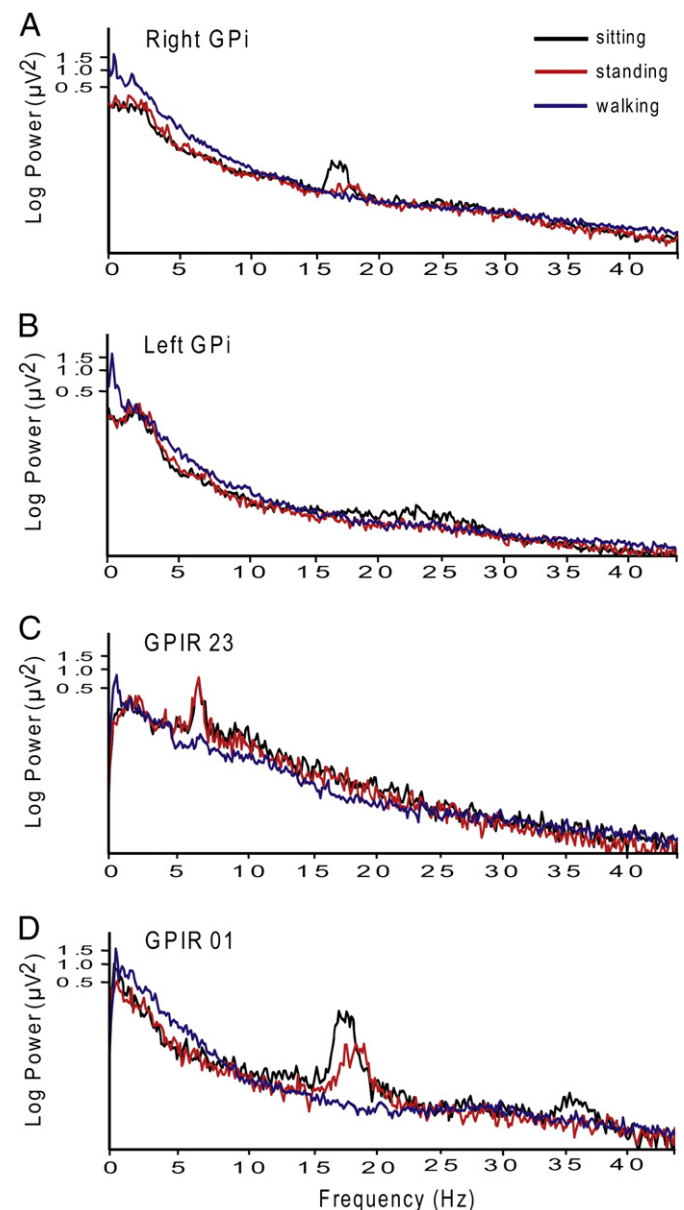 A
Right GPi
sitting
standing
walking
1.5
1.0
0.5
Log Power (μV2)
0 5 10 15 20 25 30 35 40
B
Left GPi
1.5
1.0
0.5
Log Power (μV2)
0 5 10 15 20 25 30 35 40
C
GPIR 23
1.5
1.0
0.5
Log Power (μV2)
0 5 10 15 20 25 30 35 40
D
GPIR 01
1.5
1.0
0.5
Log Power (μV2)
0 5 10 15 20 25 30 35 40
Frequency (Hz)